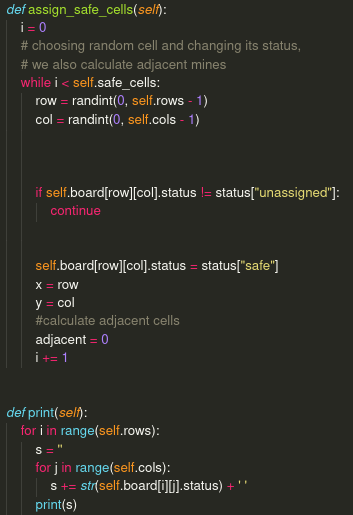 def assign_safe_cells(self):
i = 0
# choosing random cell and changing its status,
# we also calculate adjacent mines
while i < self.safe_cells:
row = randint(0, self.rows - 1)
col = randint(0, self.cols - 1)
if self.board[row][col].status != status["unassigned"]:
continue
self.board[row][col].status = status["safe"]
x = row
y = col
#calculate adjacent cells
adjacent = 0
i += 1
def print(self):
for i in range(self.rows):
s = ''
for j in range(self.cols):
s += str(self.board[i][j].status) + ' '
print(s)